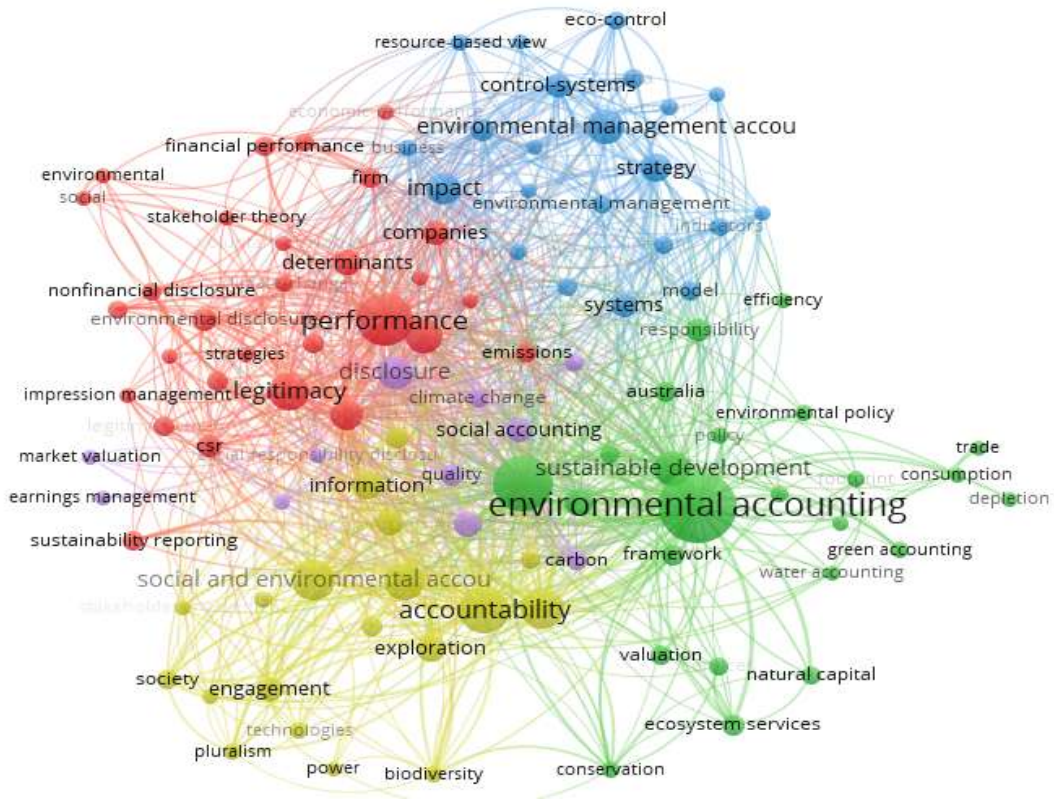 eco-control
resource-based view
control-systems
economic performance
environmental management accou
financial performance
business
strategy
environmental
firm
impact
social
environmental management
stakeholder theory
indicators
companies
determinants
nonfinancial disclosure
model
efficiency
systems
environmental disclosure
performance
responsibility
strategies
emissions
disclosure
impression management
legitimacy
climate change
australia
environmental policy
social accounting
policy
csr
trade
market valuation
information
quality
sustainable development
consumption
footprint
earnings management
environmental accounting
depletion
sustainability reporting
carbon
framework
green accounting
water accounting
social and environmental accou
accountability
exploration
valuation
natural capital
society
engagement
ecosystem services
technologies
pluralism
power
biodiversity
conservation